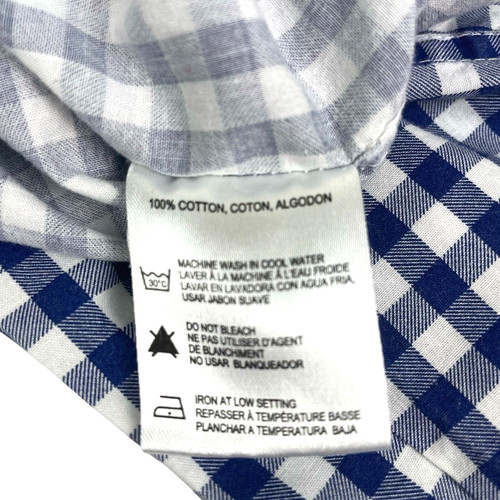 100% COTTON, COTON, ALGODON
MACHINE WASH IN COOL WATER
LAVER À LA MACHINE À L'EAU FROIDE
LAVAR EN LAVADORA CON AGUA FRIA,
USAR JABON SUAVE
30°C
DO NOT BLEACH
NE PAS UTILISER D'AGENT
DE BLANCHIMENT
NO USAR BLANQUEADOR
IRON AT LOW SETTING
REPASSER À TEMPÉRATURE BASSE
PLANCHAR A TEMPERATURA BAJA